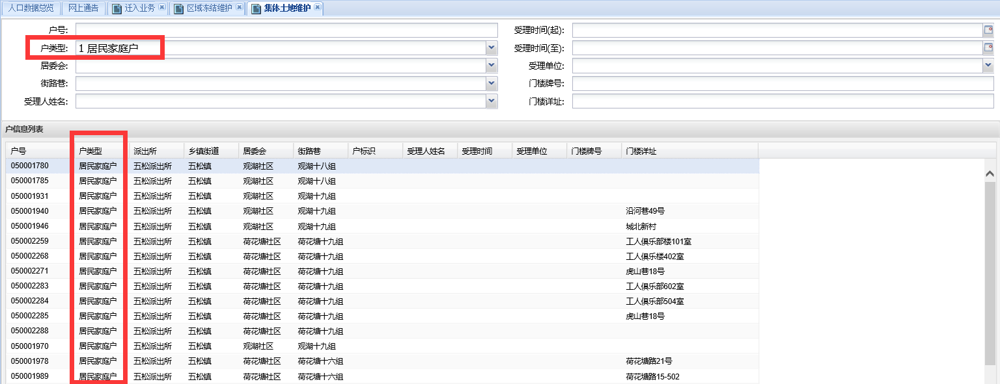 人口数据总览 网上通告 迁入业务 区域冻结维护 集体土地维护
户号: 受理时间(起):
户类型: 1 居民家庭户 受理时间(至):
居委会: 受理单位:
街路巷: 门楼牌号:
受理人姓名: 门楼详址:
户信息列表
户号 户类型 派出所 乡镇街道 居委会 街路巷 户标识 受理人姓名 受理时间 受理单位 门楼牌号 门楼详址
050001780 居民家庭户 五松派出所 五松镇 观湖社区 观湖十八组
050001785 居民家庭户 五松派出所 五松镇 观湖社区 观湖十八组
050001931 居民家庭户 五松派出所 五松镇 观湖社区 观湖十九组
050001940 居民家庭户 五松派出所 五松镇 观湖社区 观湖十九组 沿河巷49号
050001946 居民家庭户 五松派出所 五松镇 观湖社区 观湖十九组 城北新村
050002259 居民家庭户 五松派出所 五松镇 荷花塘社区 荷花塘十九组 工人俱乐部楼101室
050002268 居民家庭户 五松派出所 五松镇 荷花塘社区 荷花塘十九组 工人俱乐楼402室
050002271 居民家庭户 五松派出所 五松镇 荷花塘社区 荷花塘十九组 虎山巷18号
050002283 居民家庭户 五松派出所 五松镇 荷花塘社区 荷花塘十九组 工人俱乐部602室
050002284 居民家庭户 五松派出所 五松镇 荷花塘社区 荷花塘十九组 工人俱乐部504室
050002285 居民家庭户 五松派出所 五松镇 荷花塘社区 荷花塘十九组 虎山巷18号
050002288 居民家庭户 五松派出所 五松镇 荷花塘社区 荷花塘十九组
050001970 居民家庭户 五松派出所 五松镇 观湖社区 观湖十九组
050001978 居民家庭户 五松派出所 五松镇 荷花塘社区 荷花塘十六组 荷花塘路21号
050001989 居民家庭户 五松派出所 五松镇 荷花塘社区 荷花塘十六组 荷花塘路15-502